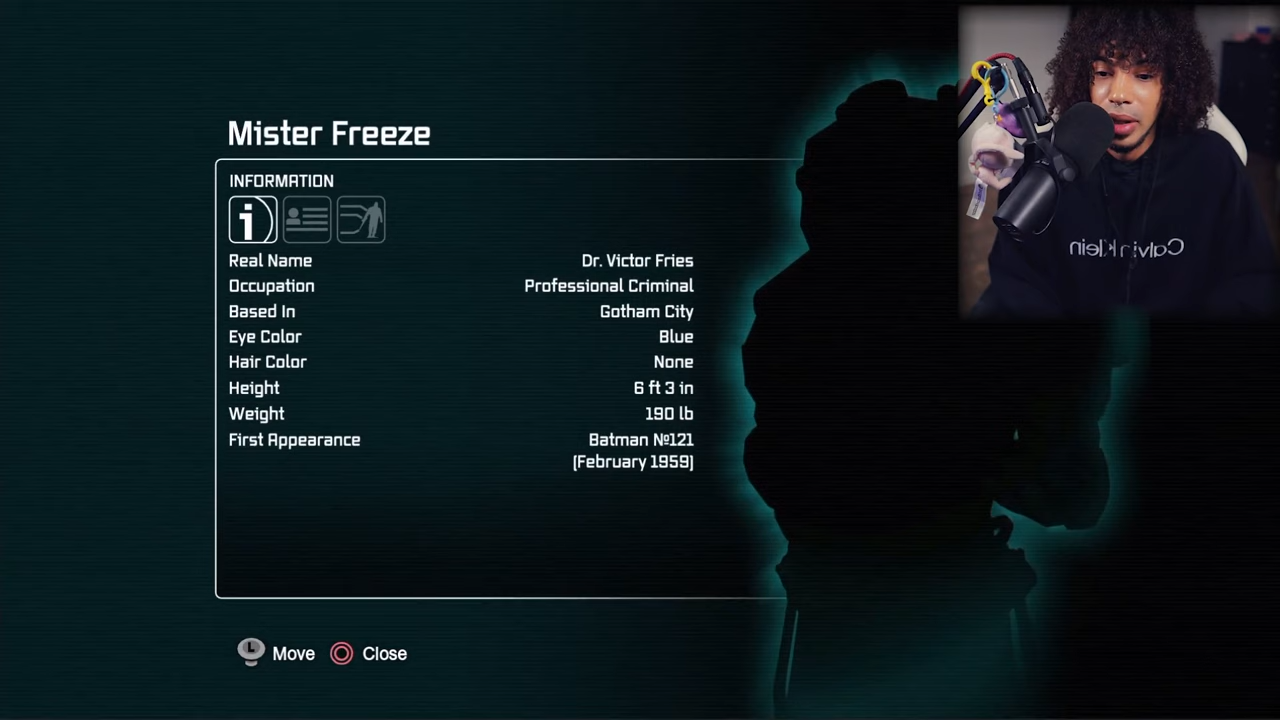 Mister Freeze
INFORMATION
Real Name Dr. Victor Fries
Occupation Professional Criminal
Based In Gotham City
Eye Color Blue
Hair Color None
Height 6 ft 3 in
Weight 190 lb
First Appearance Batman №121
(February 1959)
L Move Close
Calvin Klein